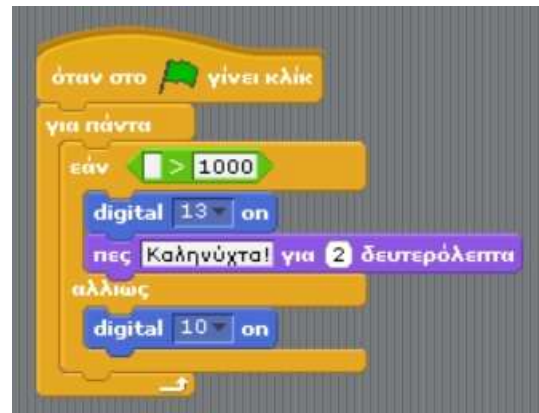 όταν στο γίνει κλίκ
για πάντα
εάν > 1000
digital 13 on
πες Καληνύχτα! για 2 δευτερόλεπτα
αλλιώς
digital 10 on